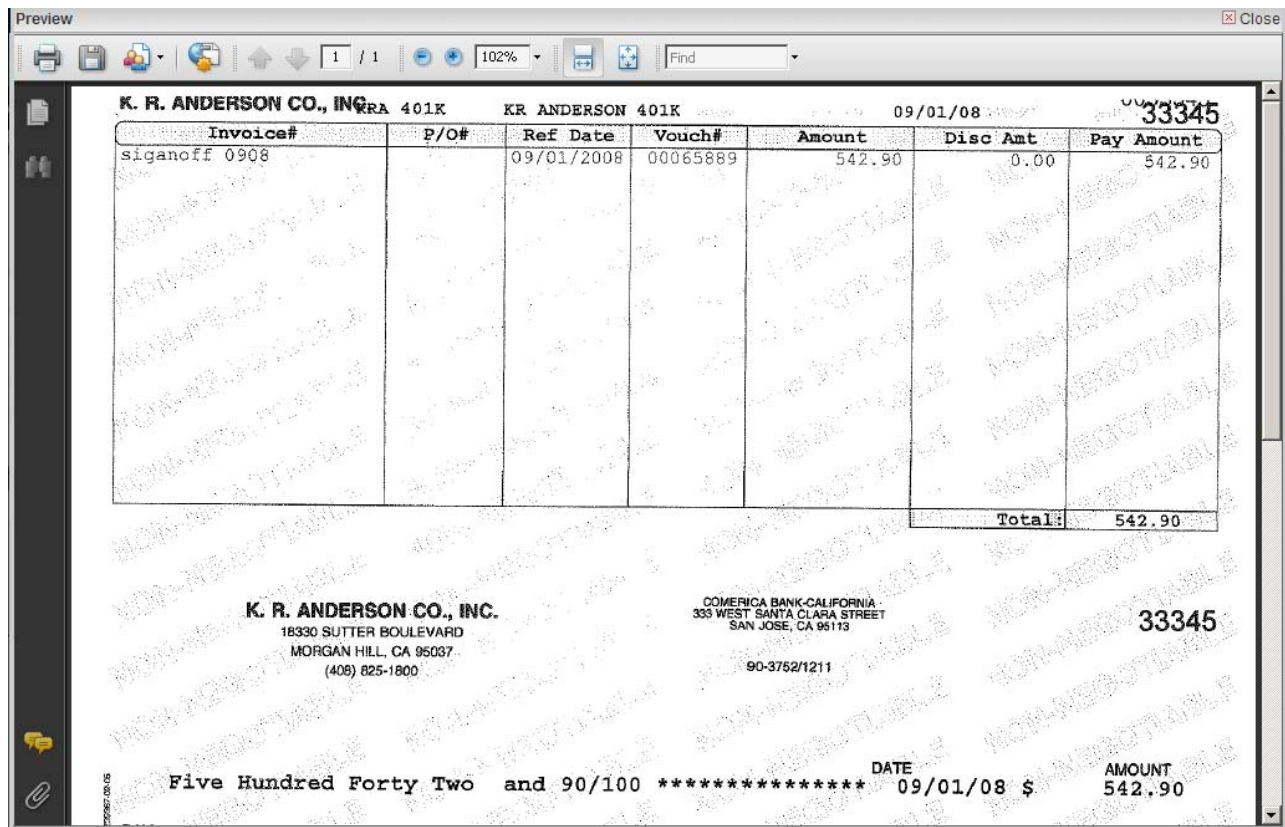 Preview Close
1 / 1 102% Find
K. R. ANDERSON CO., INC. KRA 401K KR ANDERSON 401K 09/01/08 33345
Invoice# P/O# Ref Date Vouch# Amount Disc Amt Pay Amount
siganoff 0908 09/01/2008 00065889 542.90 0.00 542.90
NON-NEGOTIABLE
Total: 542.90
K. R. ANDERSON CO., INC.
18330 SUTTER BOULEVARD
MORGAN HILL, CA 95037
(408) 825-1800
COMERICA BANK-CALIFORNIA
333 WEST SANTA CLARA STREET
SAN JOSE, CA 95113
90-3752/1211
33345
DATE AMOUNT
Five Hundred Forty Two and 90/100 *************** 09/01/08 $ 542.90